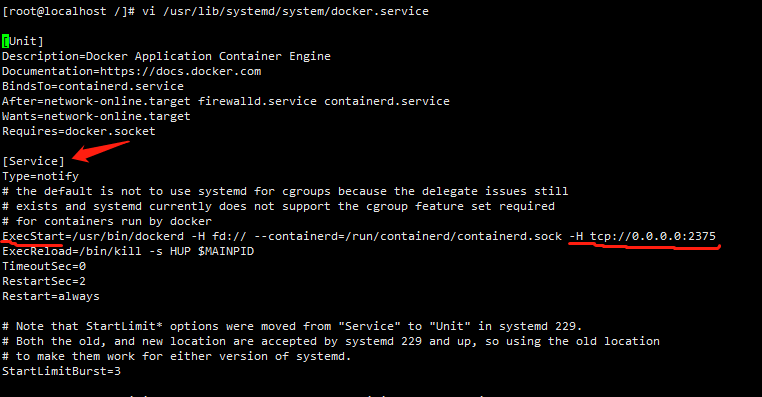 [root@localhost /]# vi /usr/lib/systemd/system/docker.service
[Unit]
Description=Docker Application Container Engine
Documentation=https://docs.docker.com
BindsTo=containerd.service
After=network-online.target firewalld.service containerd.service
Wants=network-online.target
Requires=docker.socket
[Service]
Type=notify
# the default is not to use systemd for cgroups because the delegate issues still
# exists and systemd currently does not support the cgroup feature set required
# for containers run by docker
ExecStart=/usr/bin/dockerd -H fd:// --containerd=/run/containerd/containerd.sock -H tcp://0.0.0.0:2375
ExecReload=/bin/kill -s HUP $MAINPID
TimeoutSec=0
RestartSec=2
Restart=always
# Note that StartLimit* options were moved from "Service" to "Unit" in systemd 229.
# Both the old, and new location are accepted by systemd 229 and up, so using the old location
# to make them work for either version of systemd.
StartLimitBurst=3